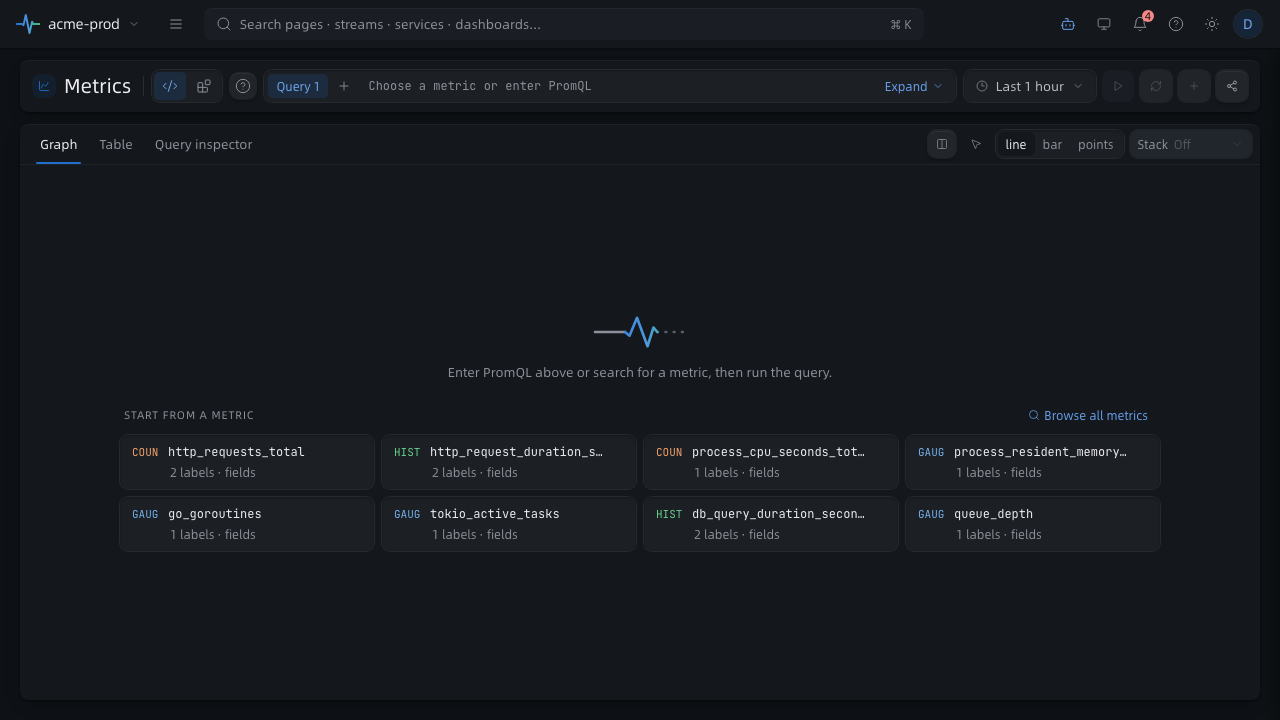 acme-prod
Search pages · streams · services · dashboards... ⌘ K
4
D
Metrics
Query 1
Choose a metric or enter PromQL
Expand
Last 1 hour
Graph
Table
Query inspector
line
bar
points
Stack Off
Enter PromQL above or search for a metric, then run the query.
START FROM A METRIC
Browse all metrics
COUN http_requests_total
2 labels · fields
HIST http_request_duration_s…
2 labels · fields
COUN process_cpu_seconds_tot…
1 labels · fields
GAUG process_resident_memory…
1 labels · fields
GAUG go_goroutines
1 labels · fields
GAUG tokio_active_tasks
1 labels · fields
HIST db_query_duration_secon…
2 labels · fields
GAUG queue_depth
1 labels · fields